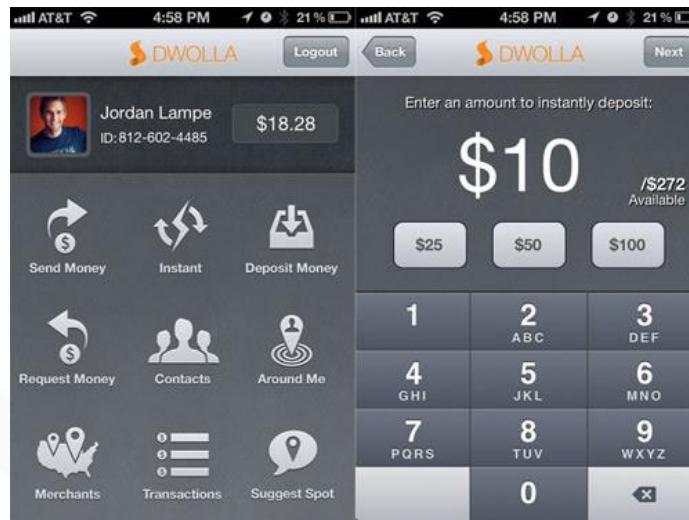 AT&T 4:58 PM 21%
DWOLLA
Logout
Jordan Lampe
ID:812-602-4485
$18.28
Send Money
Instant
Deposit Money
Request Money
Contacts
Around Me
Merchants
Transactions
Suggest Spot
AT&T 4:58 PM 21%
Back
DWOLLA
Next
Enter an amount to instantly deposit:
$10
/$272
Available
$25 $50 $100
1 2 3
ABC DEF
4 5 6
GHI JKL MNO
7 8 9
PQRS TUV WXYZ
0